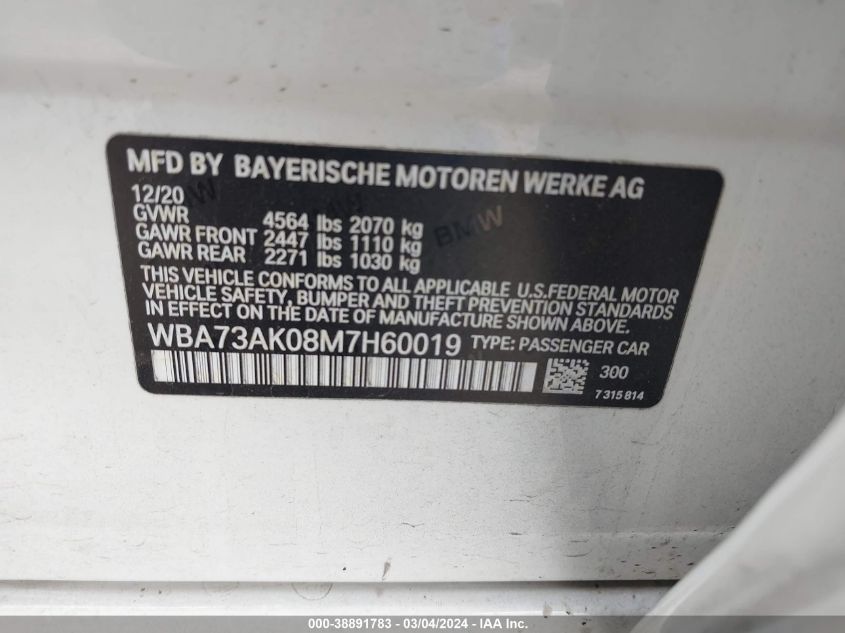 MFD BY BAYERISCHE MOTOREN WERKE AG
12/20
GVWR 4564 lbs 2070 kg
GAWR FRONT 2447 lbs 1110 kg
GAWR REAR 2271 lbs 1030 kg
THIS VEHICLE CONFORMS TO ALL APPLICABLE U.S.FEDERAL MOTOR
VEHICLE SAFETY, BUMPER AND THEFT PREVENTION STANDARDS
IN EFFECT ON THE DATE OF MANUFACTURE SHOWN ABOVE.
WBA73AK08M7H60019 TYPE: PASSENGER CAR
300
7315814
BMW
000-38891783 - 03/04/2024 - IAA Inc.